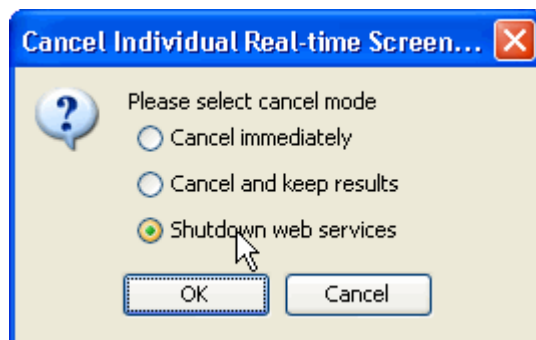 Cancel Individual Real-time Screen...
Please select cancel mode
Cancel immediately
Cancel and keep results
Shutdown web services
OK Cancel